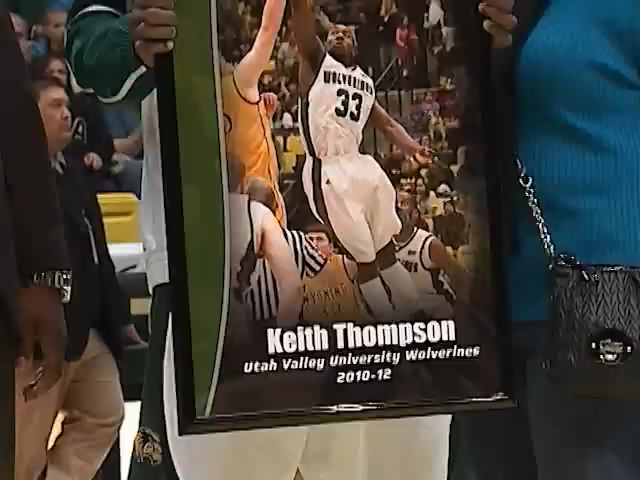 WOLVERINES
33
Keith Thompson
Utah Valley University Wolverines
2010-12